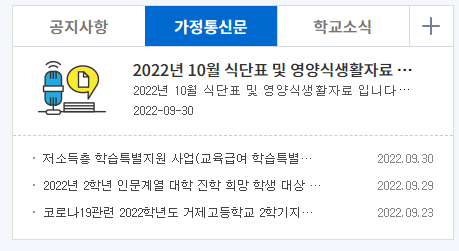 공지사항 가정통신문 학교소식
2022년 10월 식단표 및 영양식생활자료 …
2022년 10월 식단표 및 영양식생활자료 입니다…
2022-09-30
· 저소득층 학습특별지원 사업(교육급여 학습특별… 2022.09.30
· 2022년 2학년 인문계열 대학 진학 희망 학생 대상 … 2022.09.29
· 코로나19관련 2022학년도 거제고등학교 2학기지… 2022.09.23